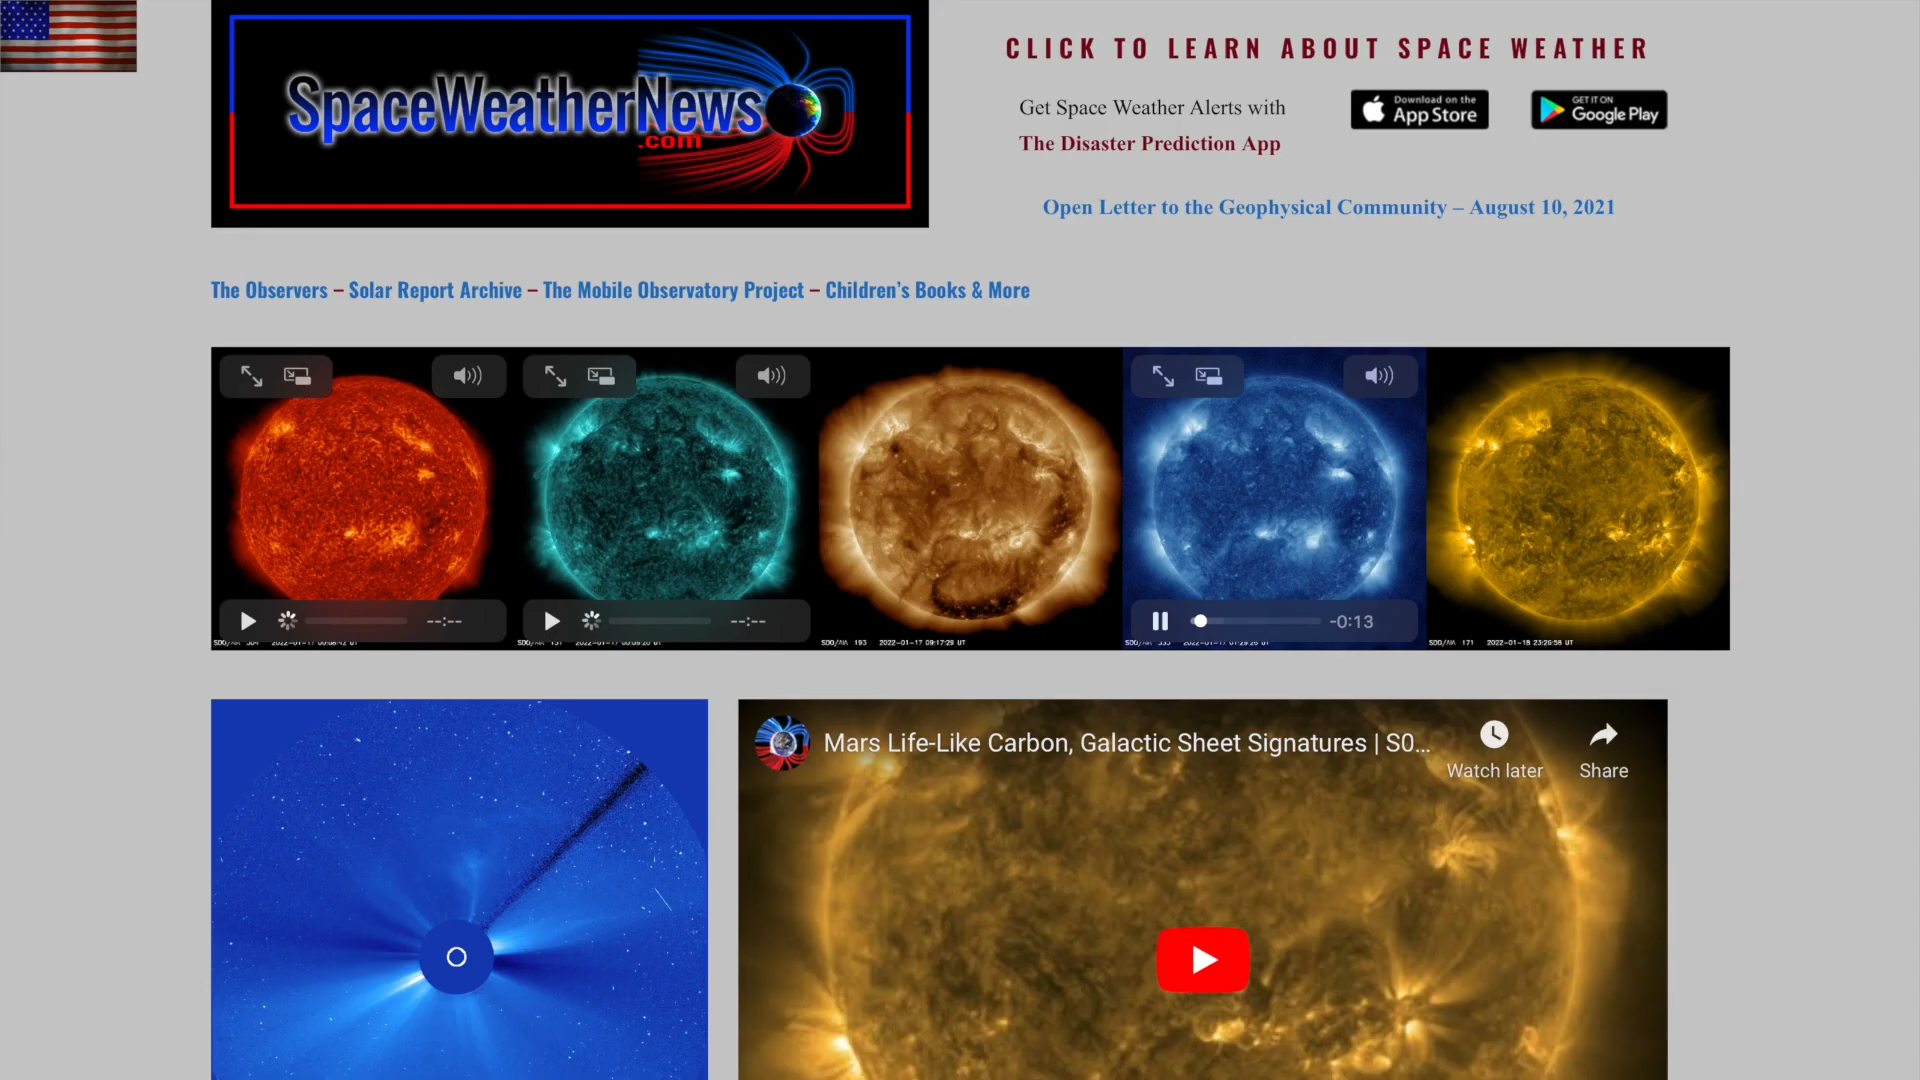 SpaceWeatherNews
.com
CLICK TO LEARN ABOUT SPACE WEATHER
Get Space Weather Alerts with
The Disaster Prediction App
Download on the
App Store
GET IT ON
Google Play
Open Letter to the Geophysical Community – August 10, 2021
The Observers – Solar Report Archive – The Mobile Observatory Project – Children's Books & More
--:--
--:--
-0:13
SDO/AIA 193 2022-01-17 09:17:29 UT
SDO/AIA 171 2022-01-18 23:26:58 UT
Mars Life-Like Carbon, Galactic Sheet Signatures | S0...
Watch later
Share